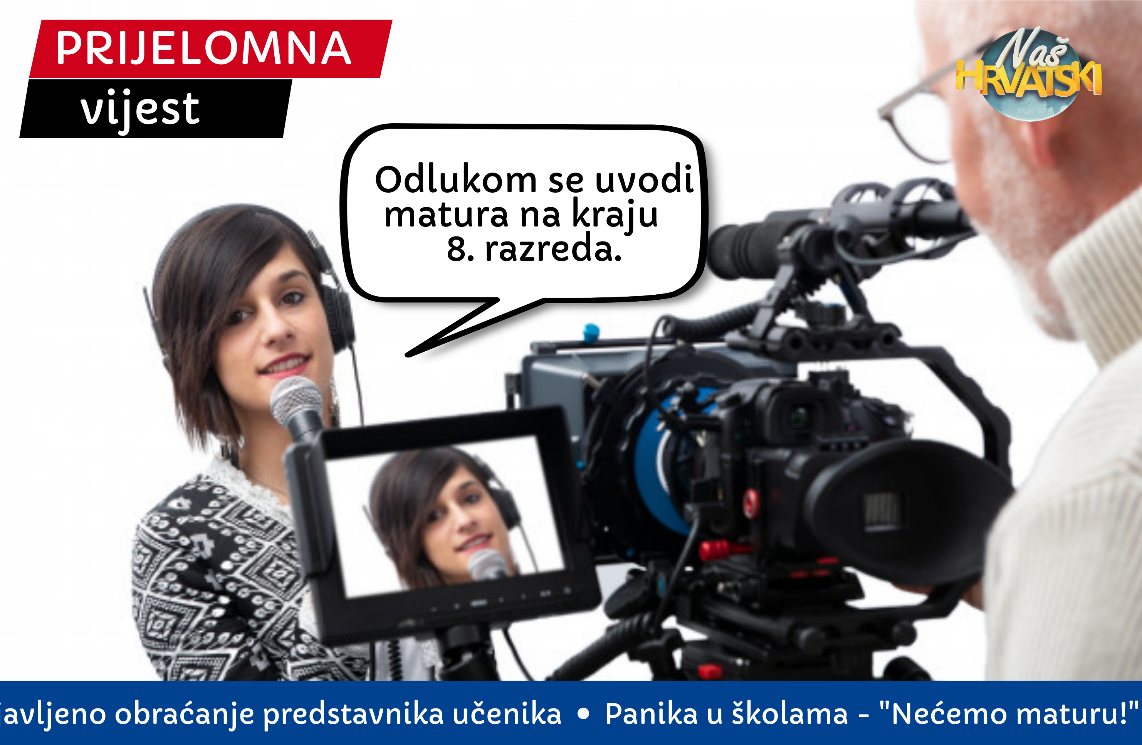 PRIJELOMNA
vijest
Naš
HRVATSKI
Odlukom se uvodi
matura na kraju
8. razreda.
javljeno obraćanje predstavnika učenika • Panika u školama - "Nećemo maturu!"